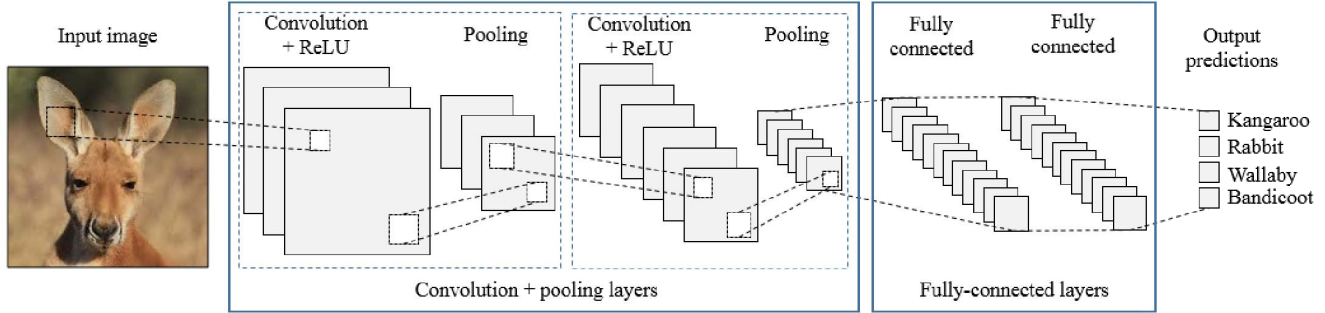 Input image
Convolution
+ ReLU
Pooling
Convolution
+ ReLU
Pooling
Fully
connected
Fully
connected
Output
predictions
Kangaroo
Rabbit
Wallaby
Bandicoot
Convolution + pooling layers
Fully-connected layers